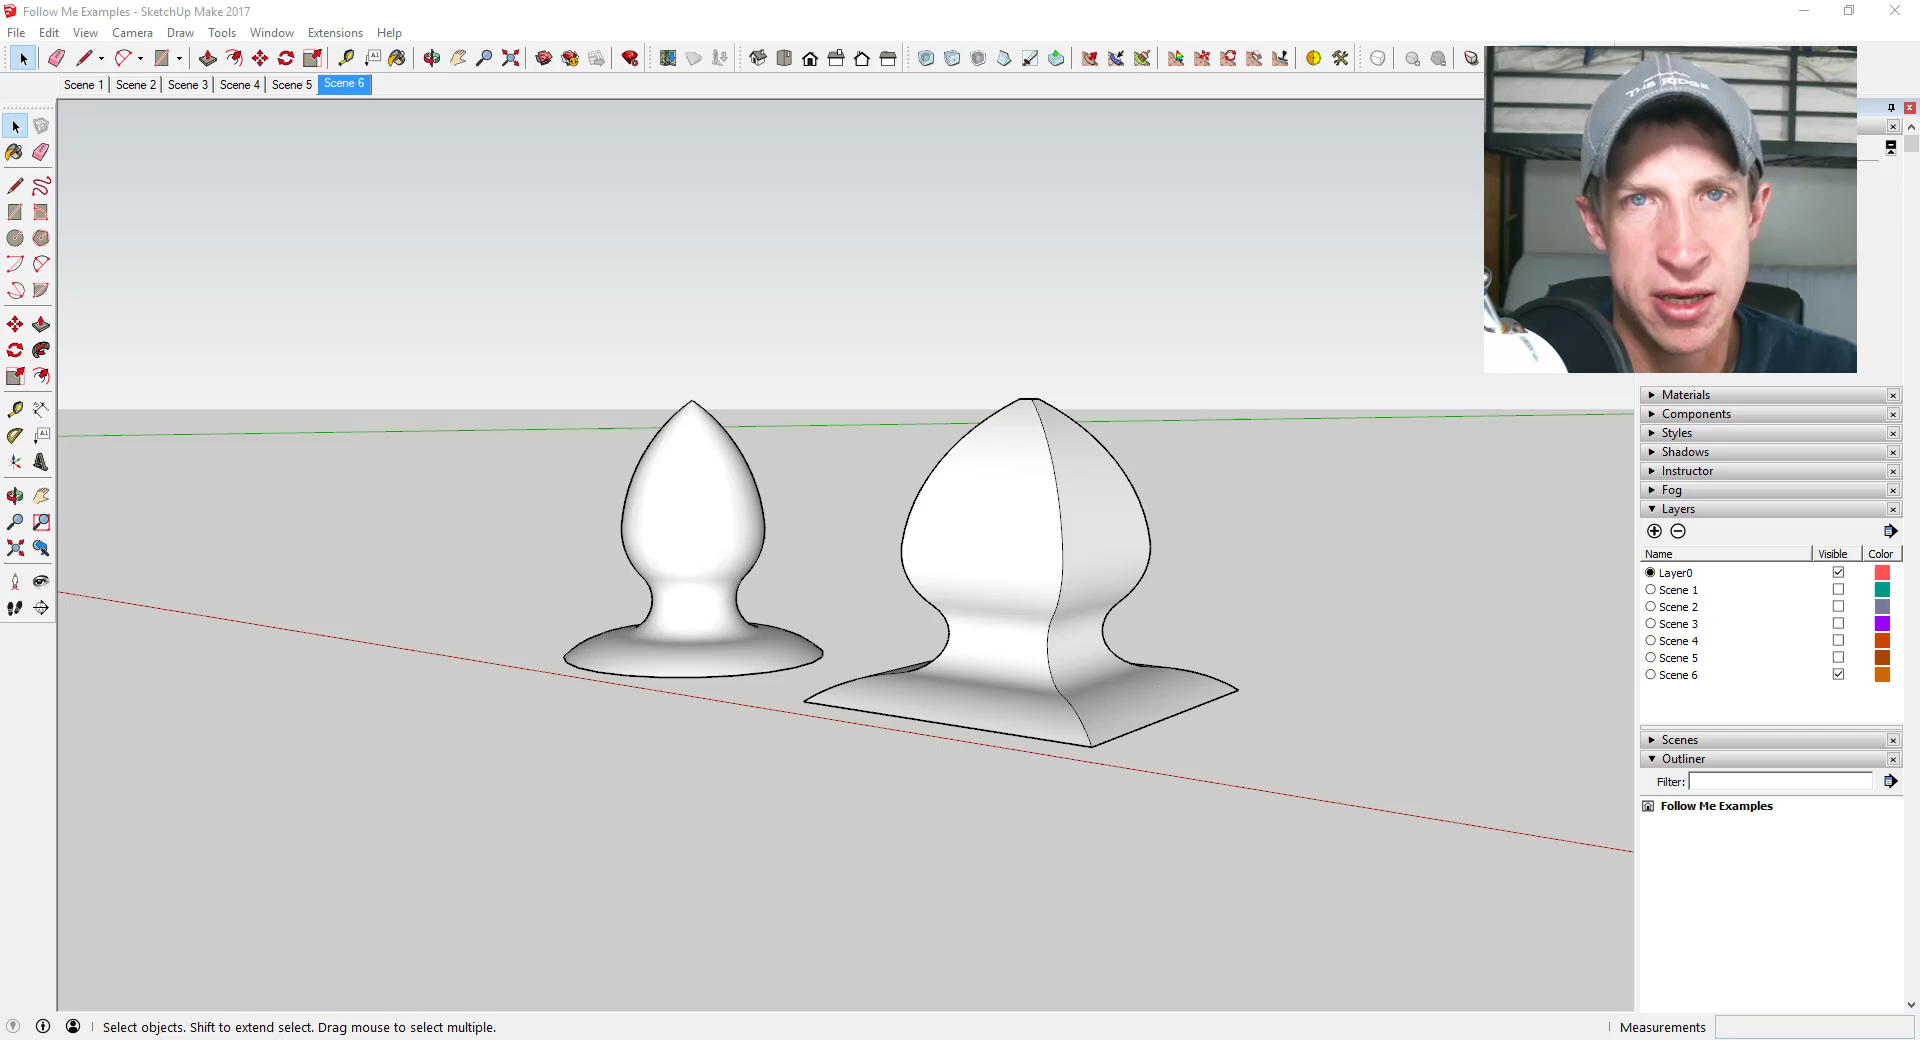 Follow Me Examples - SketchUp Make 2017
File Edit View Camera Draw Tools Window Extensions Help
Scene 1 Scene 2 Scene 3 Scene 4 Scene 5 Scene 6
THE RIDGE
Materials
Components
Styles
Shadows
Instructor
Fog
Layers
Name Visible Color
Layer0
Scene 1
Scene 2
Scene 3
Scene 4
Scene 5
Scene 6
Scenes
Outliner
Filter:
Follow Me Examples
Select objects. Shift to extend select. Drag mouse to select multiple.
Measurements